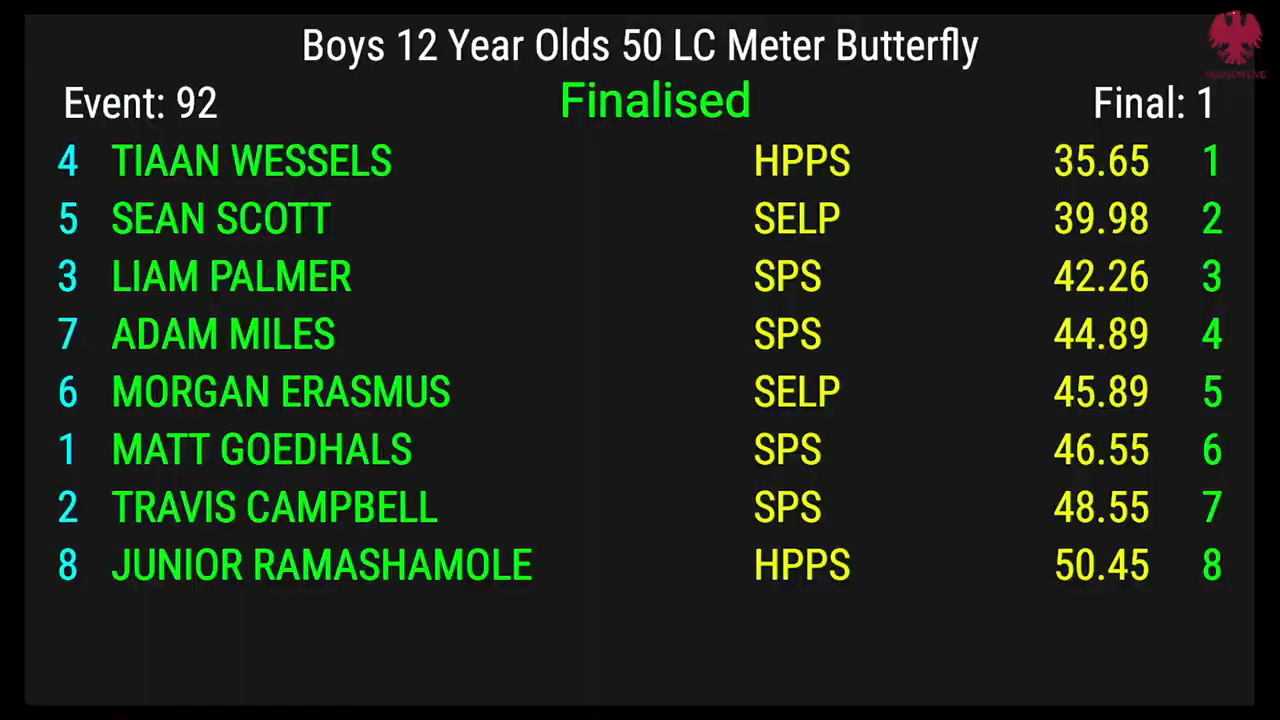 Boys 12 Year Olds 50 LC Meter Butterfly
HUDSON LIVE
Event: 92 Finalised Final: 1
4 TIAAN WESSELS HPPS 35.65 1
5 SEAN SCOTT SELP 39.98 2
3 LIAM PALMER SPS 42.26 3
7 ADAM MILES SPS 44.89 4
6 MORGAN ERASMUS SELP 45.89 5
1 MATT GOEDHALS SPS 46.55 6
2 TRAVIS CAMPBELL SPS 48.55 7
8 JUNIOR RAMASHAMOLE HPPS 50.45 8